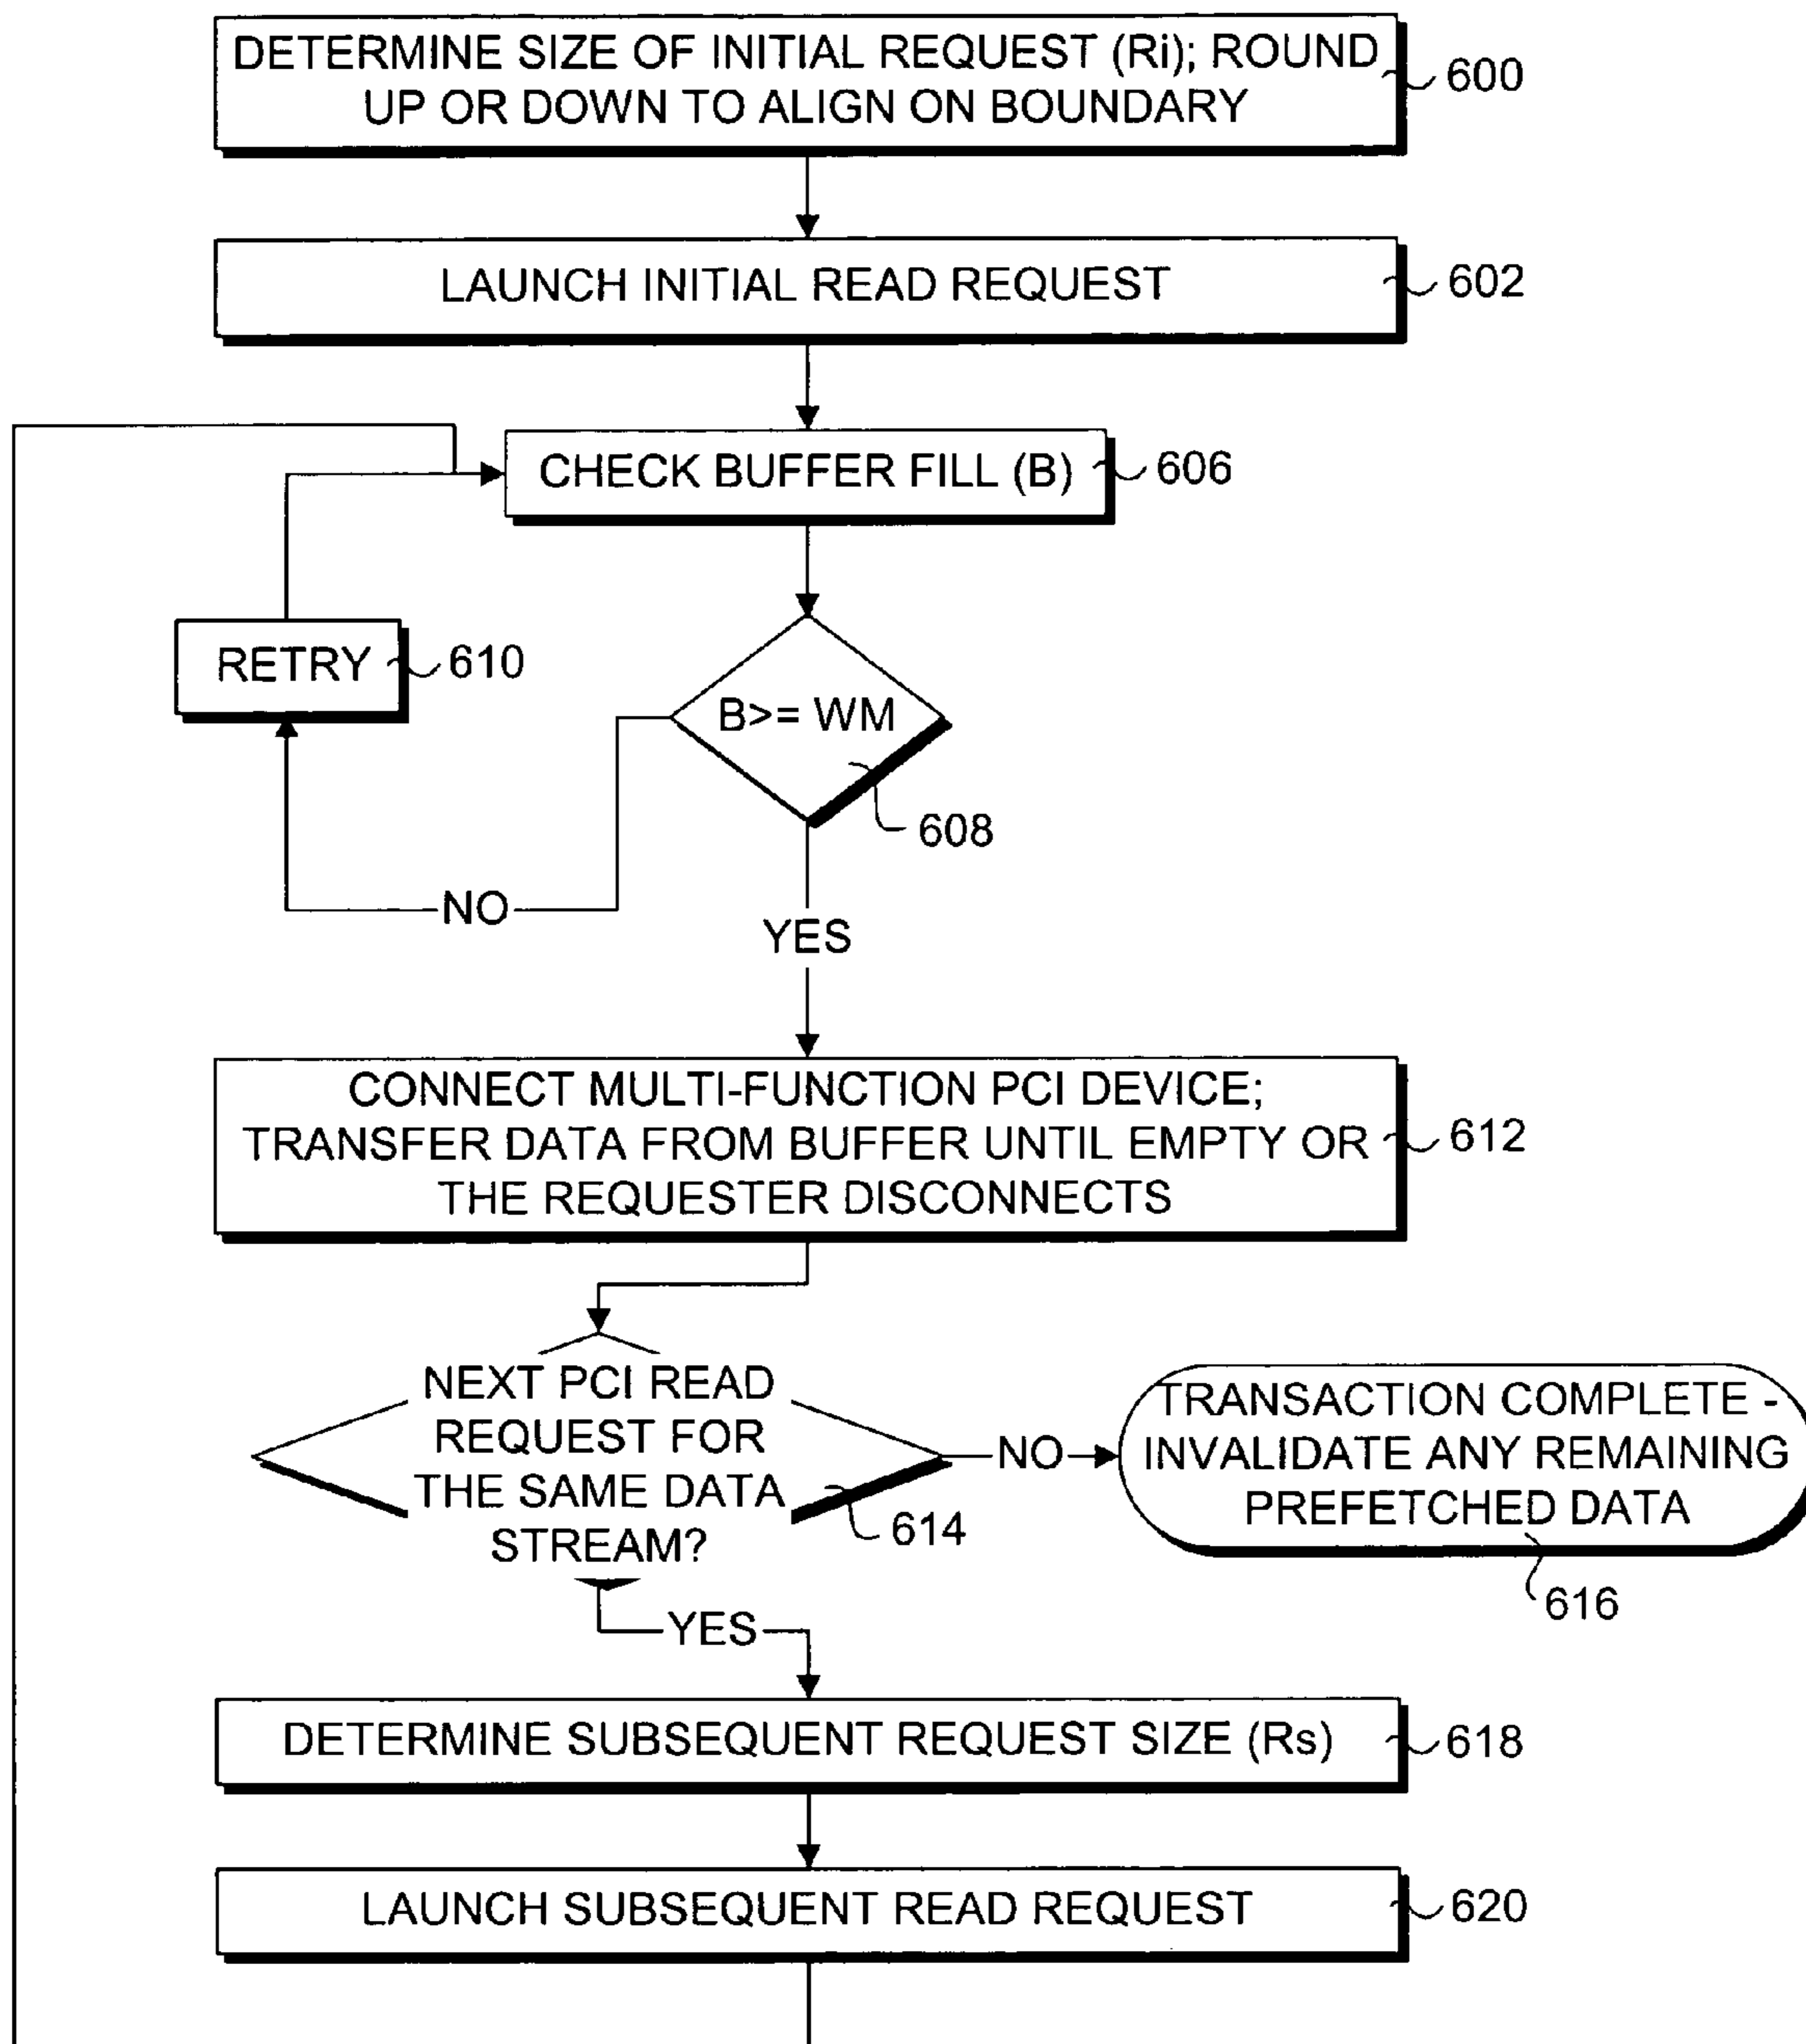 DETERMINE SIZE OF INITIAL REQUEST (Ri); ROUND
UP OR DOWN TO ALIGN ON BOUNDARY
600
LAUNCH INITIAL READ REQUEST
602
CHECK BUFFER FILL (B)
606
RETRY
610
B>= WM
608
NO
YES
CONNECT MULTI-FUNCTION PCI DEVICE;
TRANSFER DATA FROM BUFFER UNTIL EMPTY OR
THE REQUESTER DISCONNECTS
612
NEXT PCI READ
REQUEST FOR
THE SAME DATA
STREAM?
614
NO
TRANSACTION COMPLETE -
INVALIDATE ANY REMAINING
PREFETCHED DATA
616
YES
DETERMINE SUBSEQUENT REQUEST SIZE (Rs)
618
LAUNCH SUBSEQUENT READ REQUEST
620